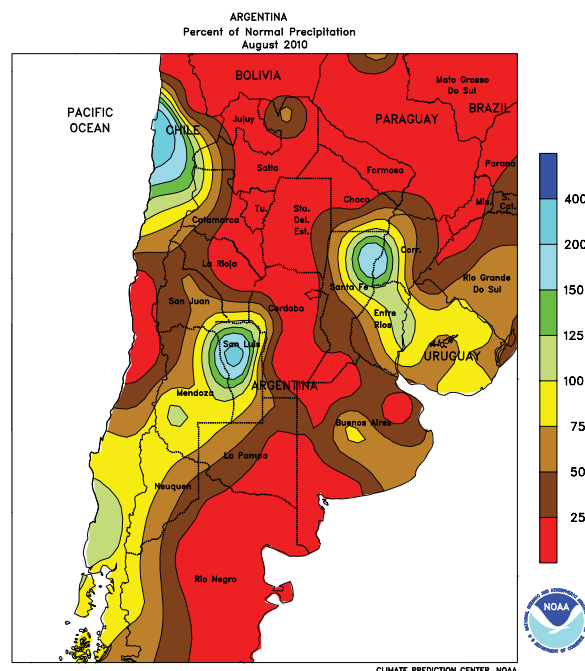 ARGENTINA
Percent of Normal Precipitation
August 2010
BOLIVIA
Mato Grosso
Do Sul
BRAZIL
PACIFIC
OCEAN
CHILE
Jujuy
PARAGUAY
Parana
Salta
Formosa
Chaco
Mis.
S.
Cat.
Tu.
Sta.
Del.
Est.
Catamarca
Corr.
La Rioja
Santa Fe
Rio Grande
Do Sul
San Juan
Cordoba
Entre
Rios
San Luis
URUGUAY
ARGENTINA
Mendoza
Buenos Aires
La Pampa
Neuquen
Rio Negro
400
200
150
125
100
75
50
25
NOAA
CLIMATE PREDICTION CENTER, NOAA